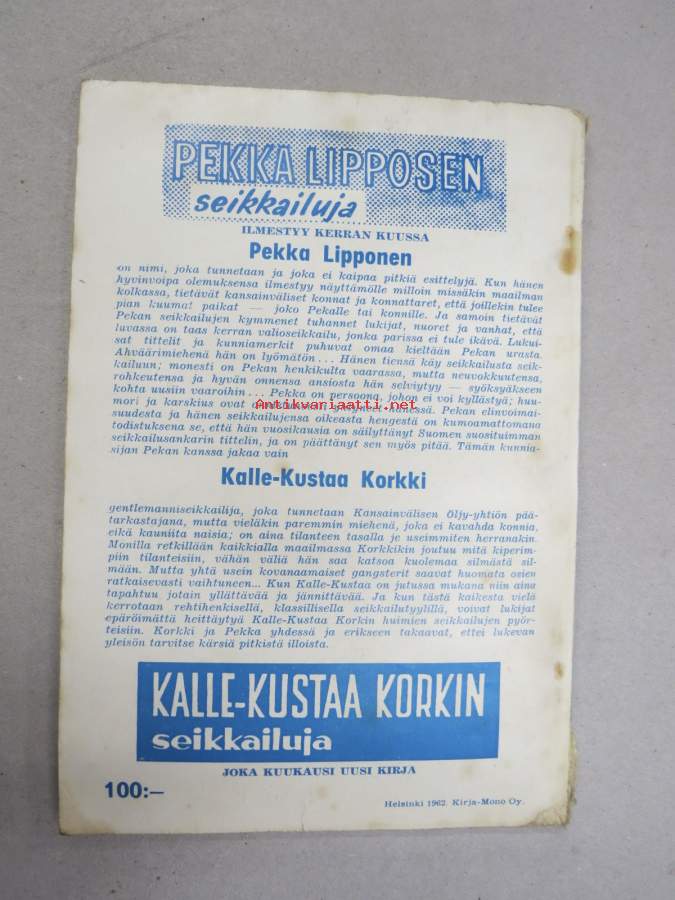 PEKKA LIPPOSEN
seikkailuja
ILMESTYY KERRAN KUUSSA
Pekka Lipponen
on nimi, joka tunnetaan ja joka ei kaipaa pitkiä esittelyjä. Kun hänen
hyvinvoipa olemuksensa ilmestyy näyttämölle milloin missäkin maailman
kolkassa, tietävät kansainväliset konnat ja konnattaret, että joillekin tulee
pian kuumat paikat — joko Pekalle tai konnille. Ja samoin tietävät
Pekan seikkailujen kymmenet tuhannet lukijat, nuoret ja vanhat, että
luvassa on taas kerran valioseikkailu, jonka parissa ei tule ikävä. Lukui-
sat tittelit ja kunniamerkit puhuvat omaa kieltään Pekan urasta.
Ahväärimiehenä hän on lyömätön... Hänen tiensä käy seikkailusta seik-
kailuun; monesti on Pekan henkikulta vaarassa, mutta neuvokkuutensa,
rohkeutensa ja hyvän onnensa ansiosta hän selviytyy — syöksyäkseen
kohta uusiin vaaroihin... Pekka on persoona, johon ei voi kyllästyä; huu-
mori ja karskius ovat
Antikvariaatti.net
suudesta ja hänen seikkailujensa oikeasta hengestä on kumoamattomana
todistuksena se, että hän vuosikausia on säilyttänyt Suomen suosituimman
seikkailusankarin tittelin, ja on päättänyt sen myös pitää. Tämän kunnia-
sijan Pekan kanssa jakaa vain
Kalle-Kustaa Korkki
gentlemanniseikkailija, joka tunnetaan Kansainvälisen Öljy-yhtiön pää-
tarkastajana, mutta vieläkin paremmin miehenä, joka ei kavahda konnia,
eikä kauniita naisia; on aina tilanteen tasalla je useimmiten herranakin.
Monilla retkillään kaikkialla maailmassa Korkkikin joutuu mitä kiperim-
piin tilanteisiin, vähän väliä hän saa katsoa kuolemaa silmästä sil-
mään. Mutta yhtä usein kovanaamaiset gangsterit saavat huomata osien
ratkaisevasti vaihtuneen... Kun Kalle-Kustaa on jutussa mukana niin aina
tapahtuu jotain yllättävää ja jännittävää. Ja kun tästä kaikesta vielä
kerrotaan rehtihenkisellä, klassillisella seikkailutyylillä, voivat lukijat
epäröimättä heittäytyä Kalle-Kustaa Korkin huimien seikkailujen pyör-
teisiin. Korkki ja Pekka yhdessä ja erikseen takaavat, ettei lukevan
yleisön tarvitse kärsiä pitkistä illoista.
KALLE-KUSTAA KORKIN
seikkailuja
JOKA KUUKAUSI UUSI KIRJA
100:—
Helsinki 1962. Kirja-Mono Oy.